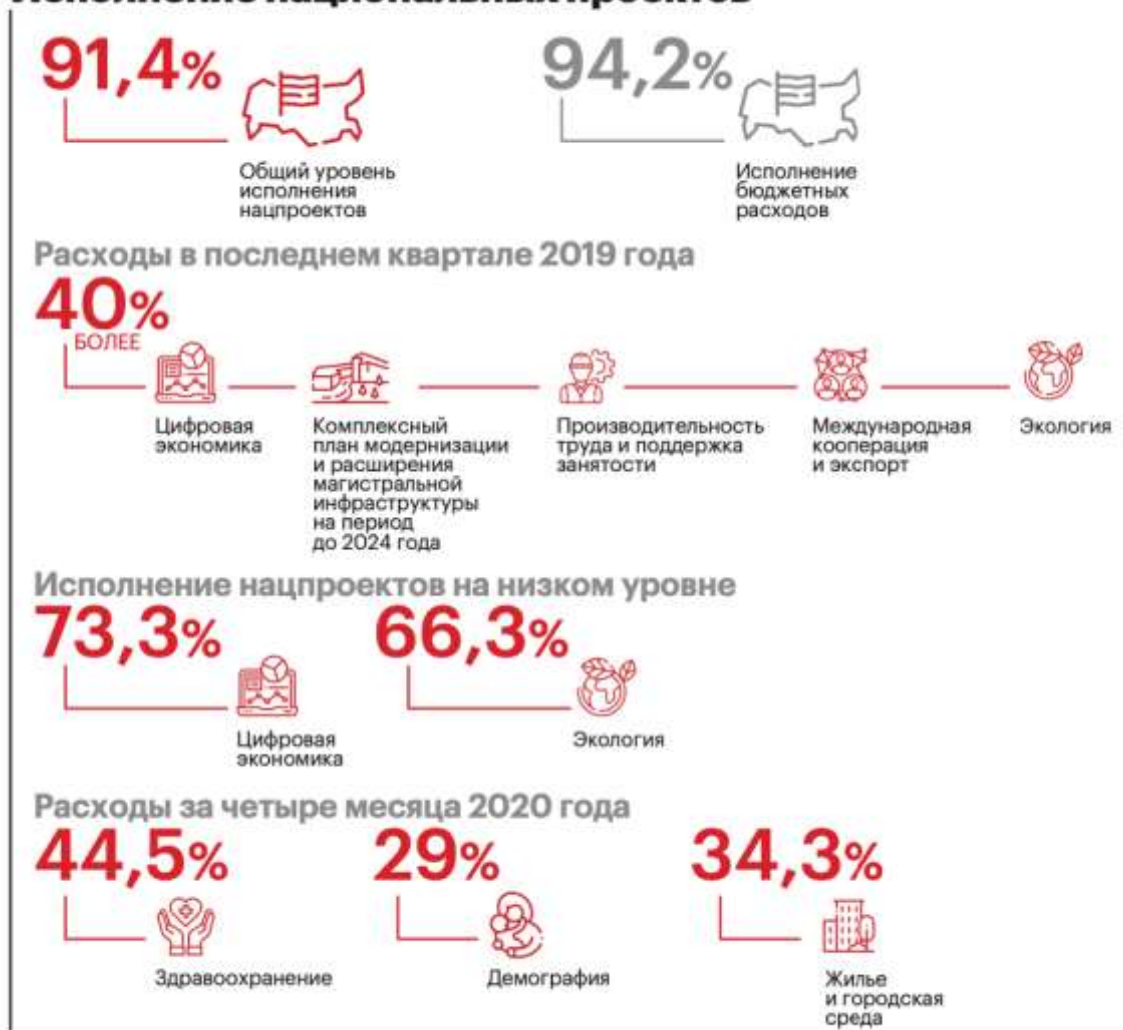 Исполнение национальных проектов
91,4%
Общий уровень
исполнения
нацпроектов
94,2%
Исполнение
бюджетных
расходов
Расходы в последнем квартале 2019 года
40%
БОЛЕЕ
Цифровая
экономика
Комплексный
план модернизации
и расширения
магистральной
инфраструктуры
на период
до 2024 года
Производительность
труда и поддержка
занятости
Международная
кооперация
и экспорт
Экология
Исполнение нацпроектов на низком уровне
73,3%
Цифровая
экономика
66,3%
Экология
Расходы за четыре месяца 2020 года
44,5%
Здравоохранение
29%
Демография
34,3%
Жилье
и городская
среда